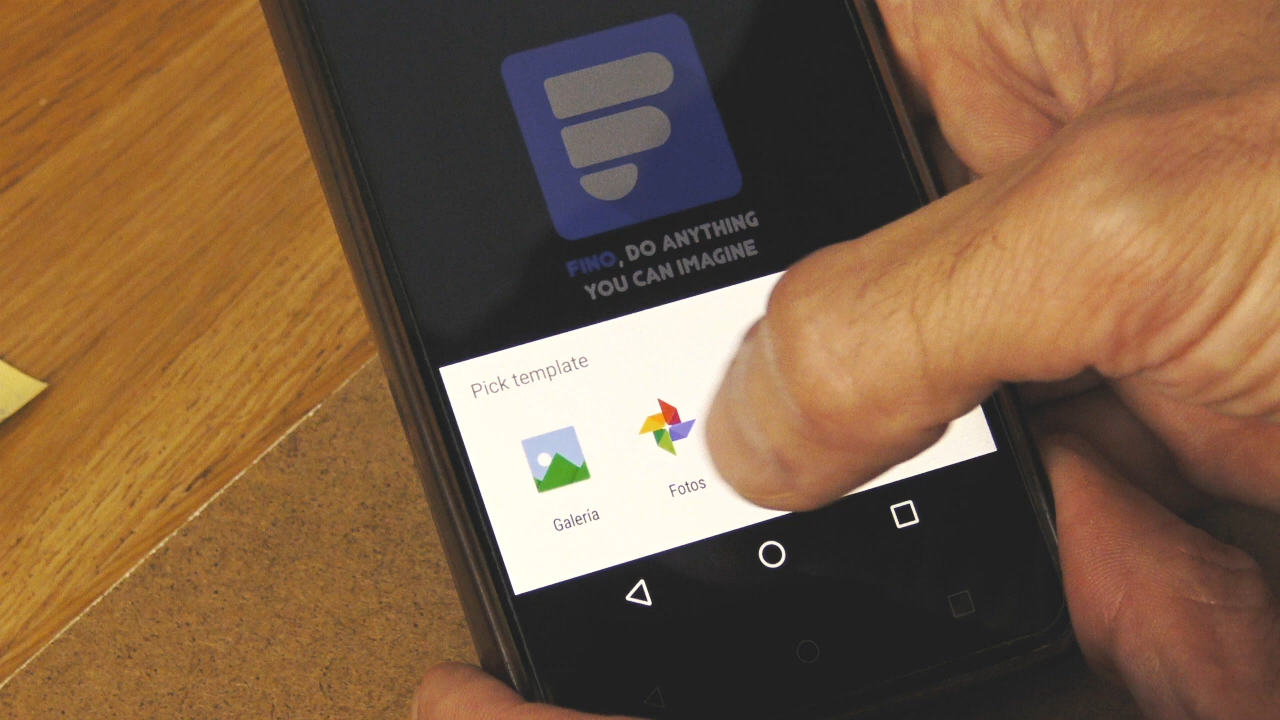 FINO, DO ANYTHING
YOU CAN IMAGINE
Pick template
Galeria
Fotos